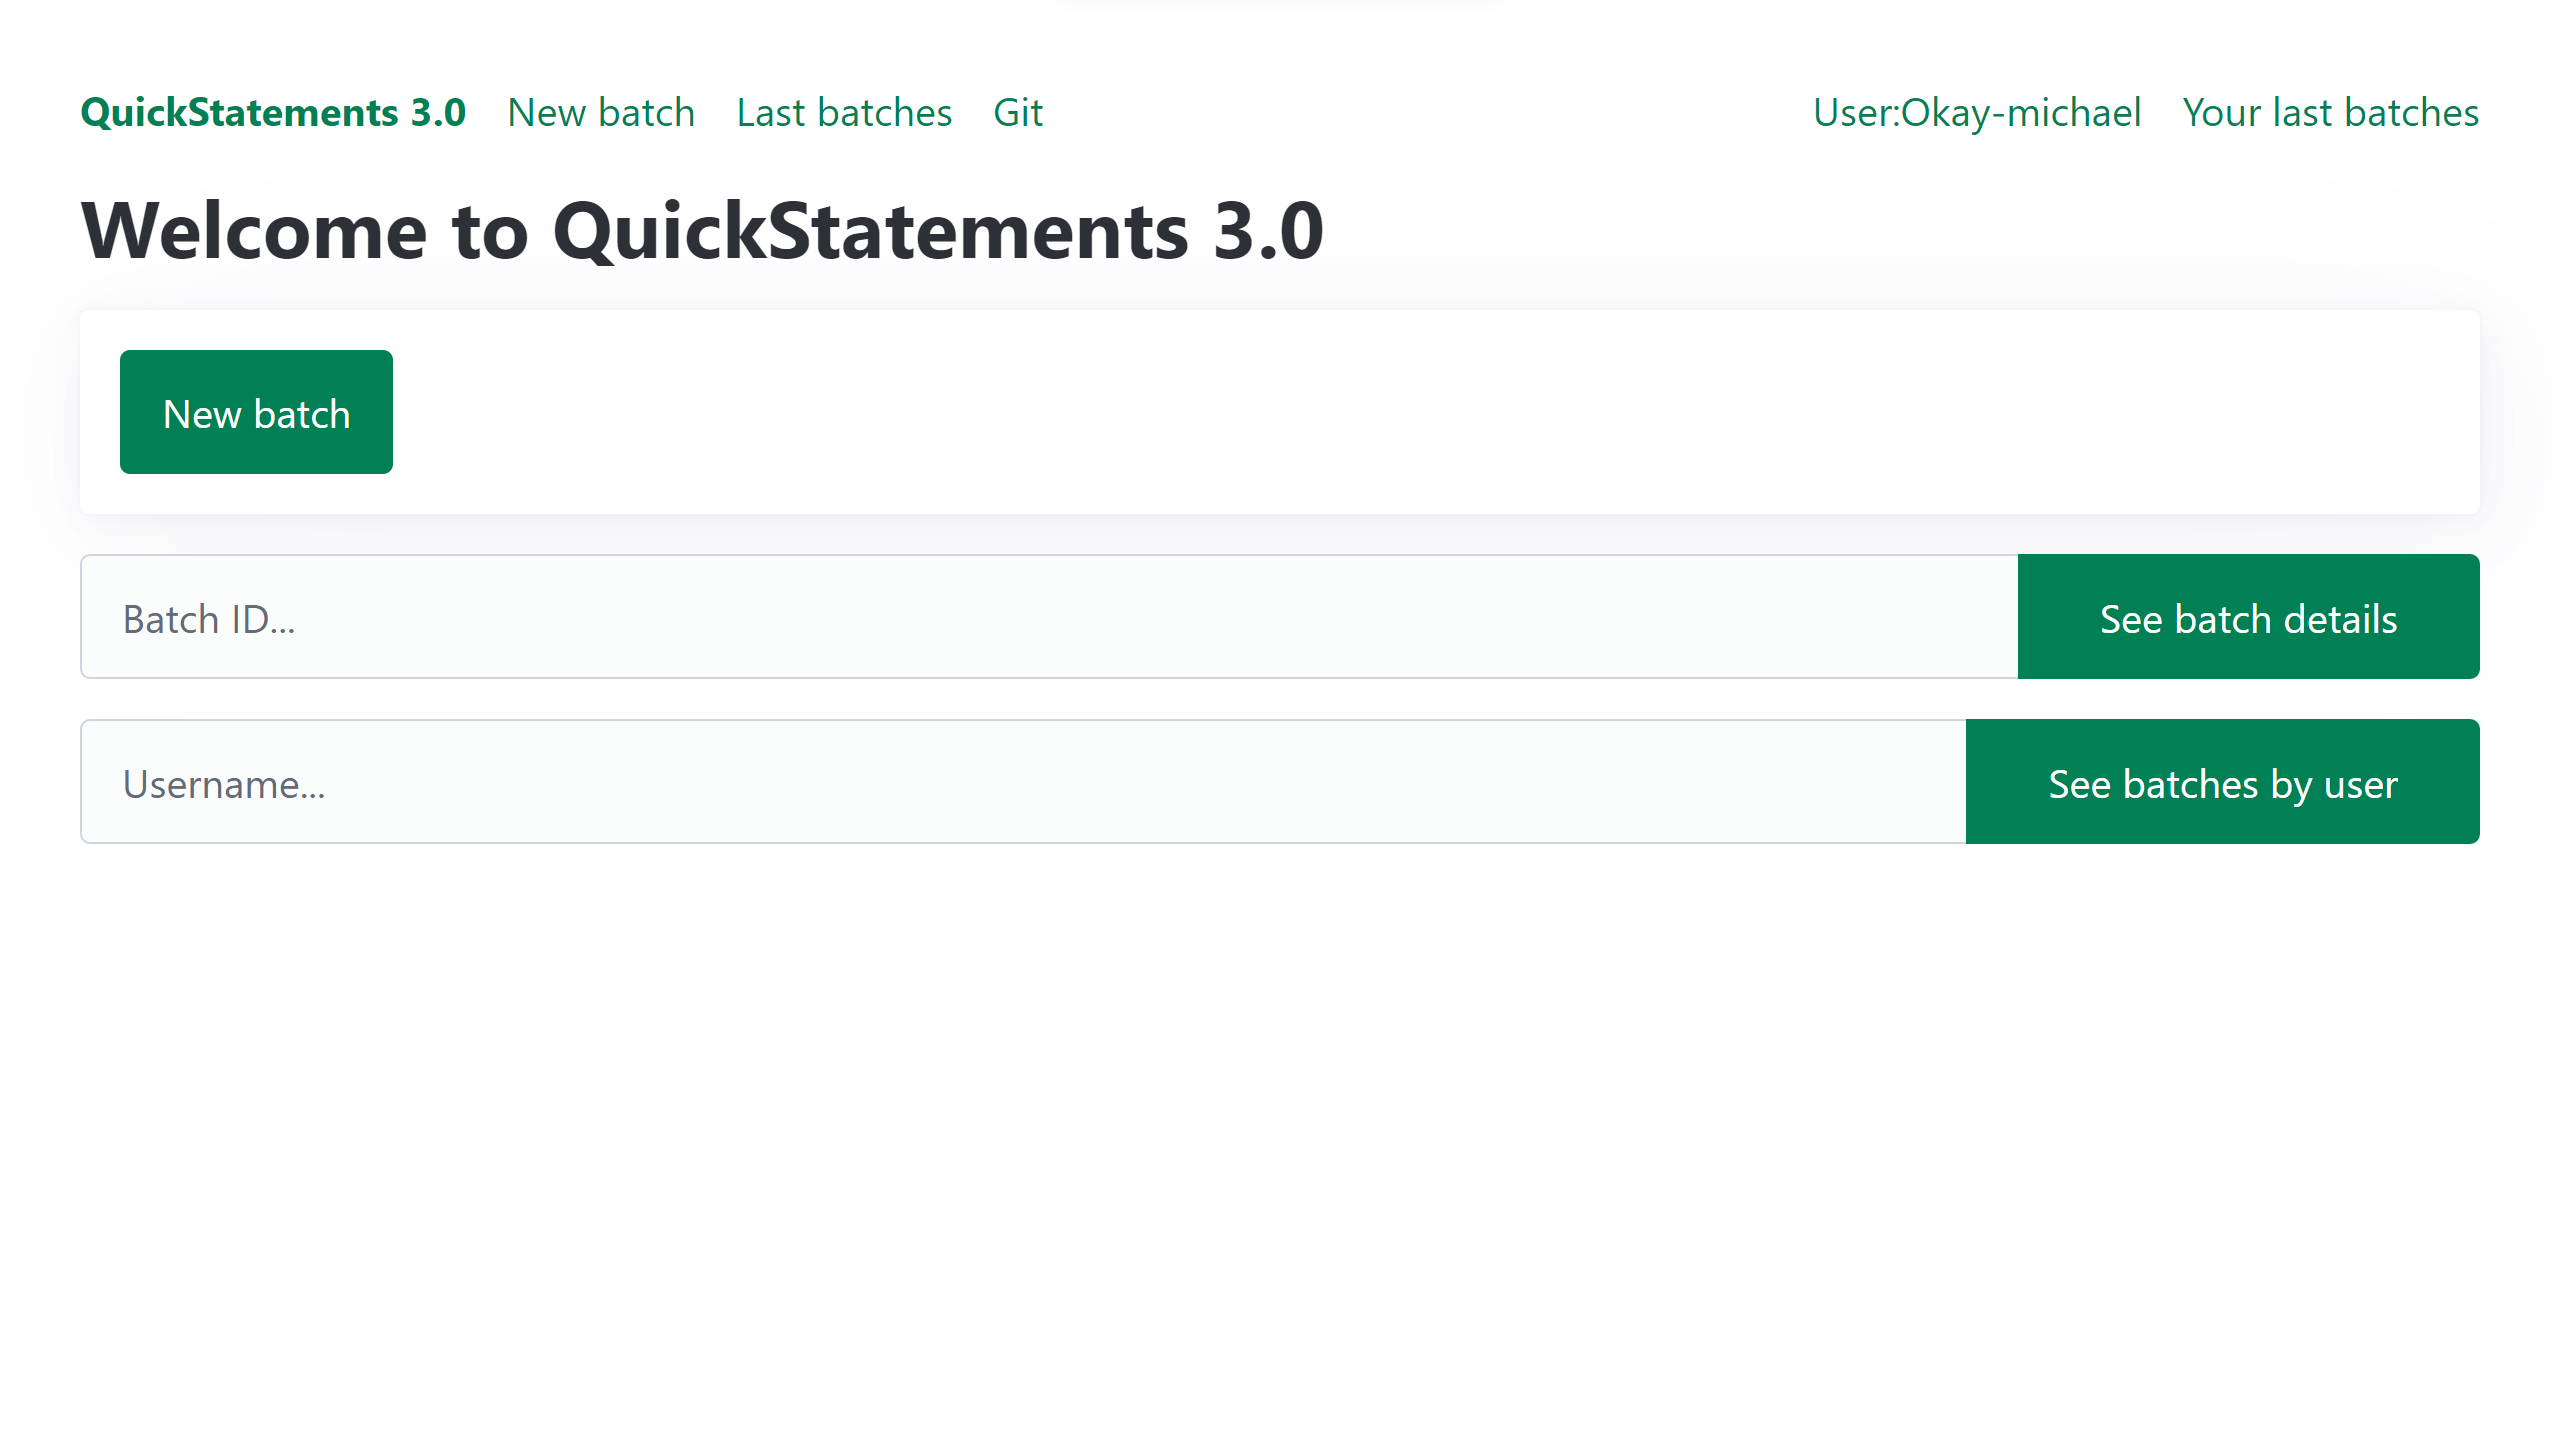 QuickStatements 3.0 New batch Last batches Git User:Okay-michael Your last batches
Welcome to QuickStatements 3.0
New batch
Batch ID... See batch details
Username... See batches by user